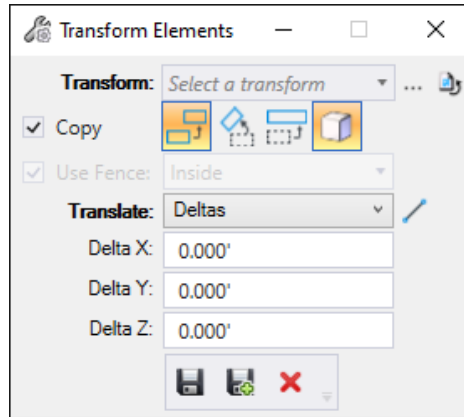 Transform Elements
Transform: Select a transform ...
Copy
Use Fence: Inside
Translate: Deltas
Delta X: 0.000'
Delta Y: 0.000'
Delta Z: 0.000'